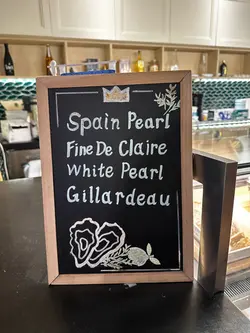 Spain Pearl
Fine De Claire
White Pearl
Gillardeau